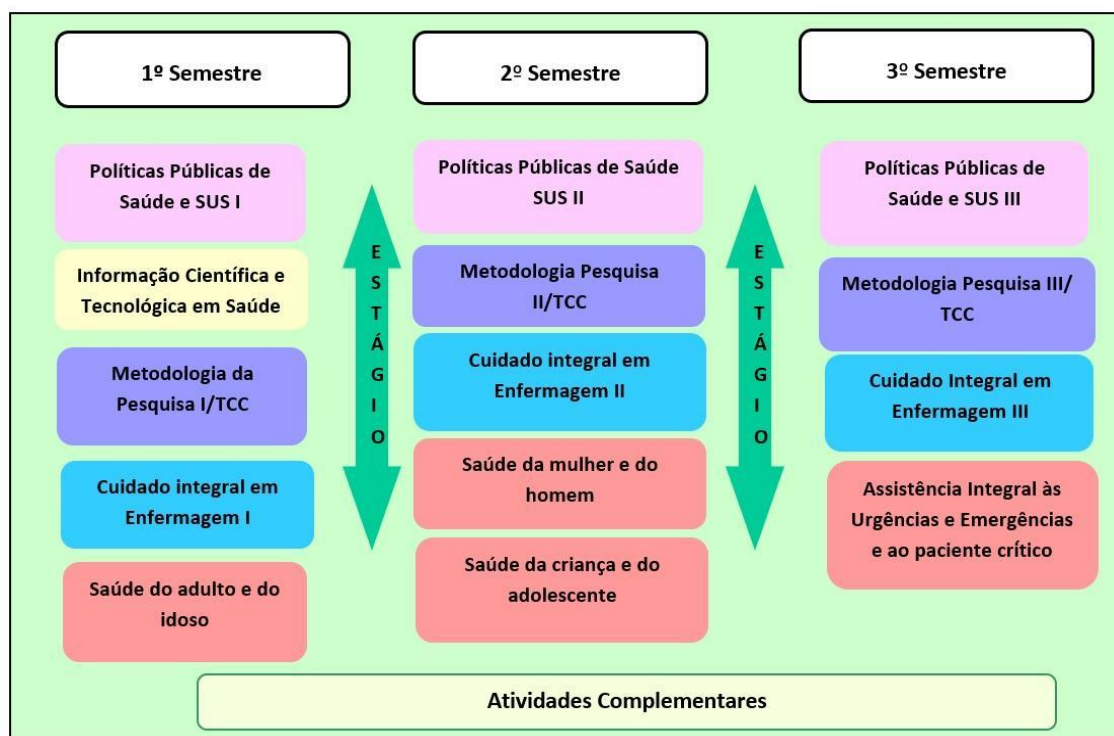 1º Semestre
Políticas Públicas de
Saúde e SUS I
Informação Científica e
Tecnológica em Saúde
Metodologia da
Pesquisa I/TCC
Cuidado integral em
Enfermagem I
Saúde do adulto e do
idoso
E
S
T
Á
G
I
O
2º Semestre
Políticas Públicas de Saúde
SUS II
Metodologia Pesquisa
II/TCC
Cuidado integral em
Enfermagem II
Saúde da mulher e do
homem
Saúde da criança e do
adolescente
E
S
T
Á
G
I
O
3º Semestre
Políticas Públicas de
Saúde e SUS III
Metodologia Pesquisa III/
TCC
Cuidado Integral em
Enfermagem III
Assistência Integral às
Urgências e Emergências
e ao paciente crítico
Atividades Complementares